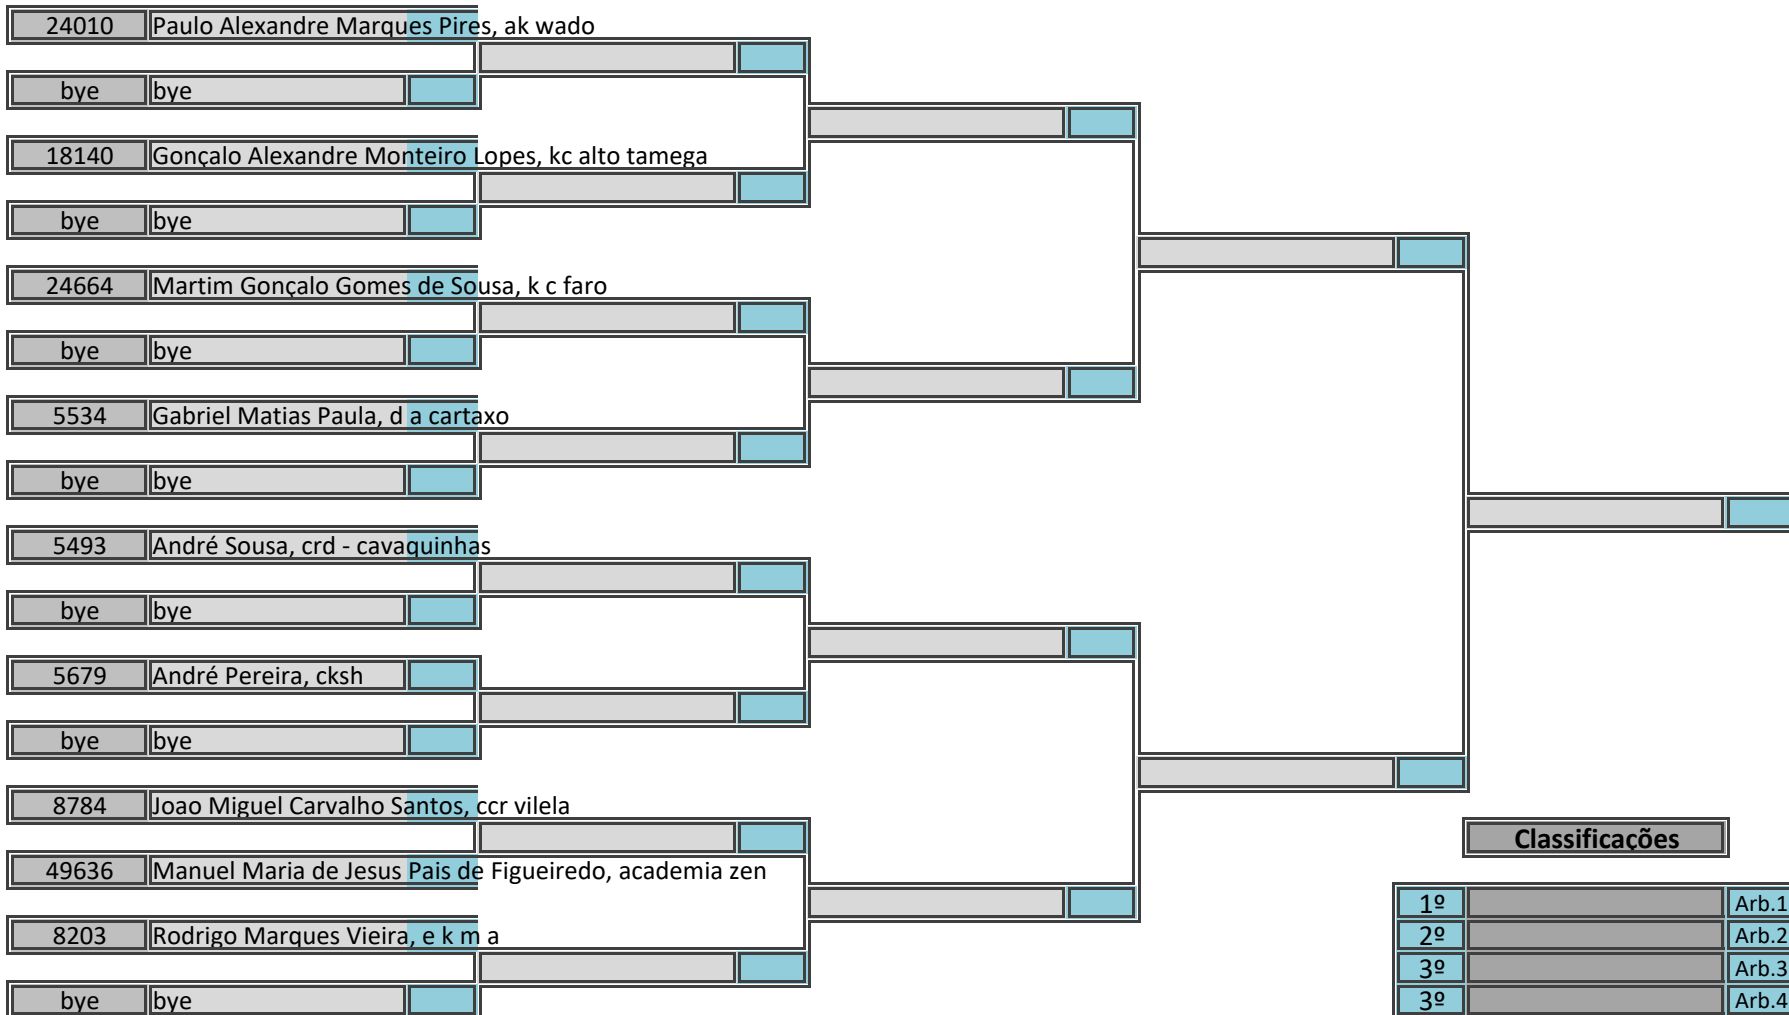 24010 Paulo Alexandre Marques Pires, ak wado
bye bye
18140 Gonçalo Alexandre Monteiro Lopes, kc alto tamega
bye bye
24664 Martim Gonçalo Gomes de Sousa, k c faro
bye bye
5534 Gabriel Matias Paula, d a cartaxo
bye bye
5493 André Sousa, crd - cavaquinhas
bye bye
5679 André Pereira, cksh
bye bye
8784 Joao Miguel Carvalho Santos, ccr vilela
49636 Manuel Maria de Jesus Pais de Figueiredo, academia zen
8203 Rodrigo Marques Vieira, e k m a
bye bye
Classificações
1º Arb.1
2º Arb.2
3º Arb.3
3º Arb.4